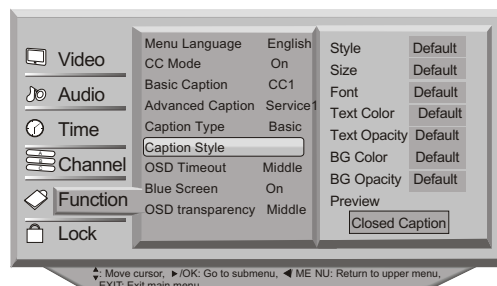 Video
Audio
Time
Channel
Function
Lock
Menu Language English
CC Mode On
Basic Caption CC1
Advanced Caption Service1
Caption Type Basic
Caption Style
OSD Timeout Middle
Blue Screen On
OSD transparency Middle
Style Default
Size Default
Font Default
Text Color Default
Text Opacity Default
BG Color Default
BG Opacity Default
Preview
Closed Caption
: Move cursor, ▶/OK: Go to submenu, ◀ ME NU: Return to upper menu,
EXIT: Exit main menu